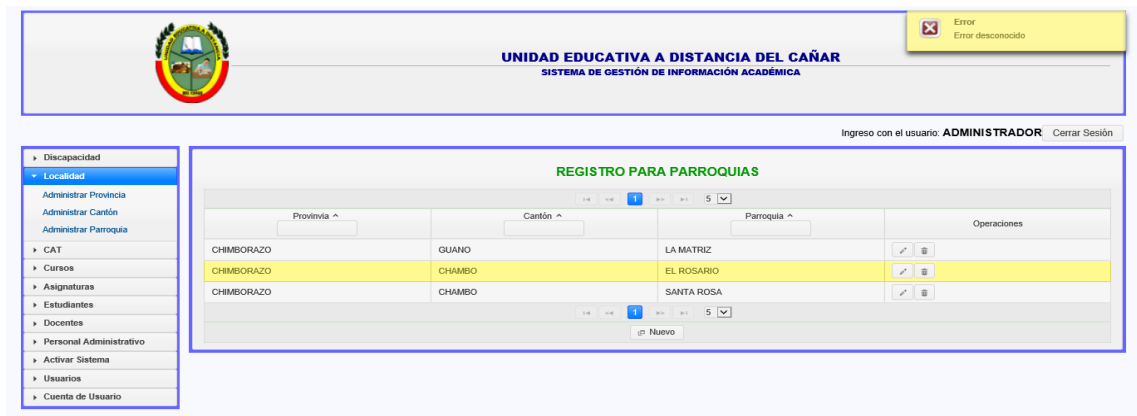 Error
Error desconocido
UNIDAD EDUCATIVA A DISTANCIA DEL CAÑAR
SISTEMA DE GESTIÓN DE INFORMACIÓN ACADÉMICA
Ingreso con el usuario: ADMINISTRADOR Cerrar Sesión
Discapacidad
Localidad
Administrar Provincia
Administrar Cantón
Administrar Parroquia
CAT
Cursos
Asignaturas
Estudiantes
Docentes
Personal Administrativo
Activar Sistema
Usuarios
Cuenta de Usuario
REGISTRO PARA PARROQUIAS
1 5
Provinvia Cantón Parroquia Operaciones
CHIMBORAZO GUANO LA MATRIZ
CHIMBORAZO CHAMBO EL ROSARIO
CHIMBORAZO CHAMBO SANTA ROSA
1 5
Nuevo